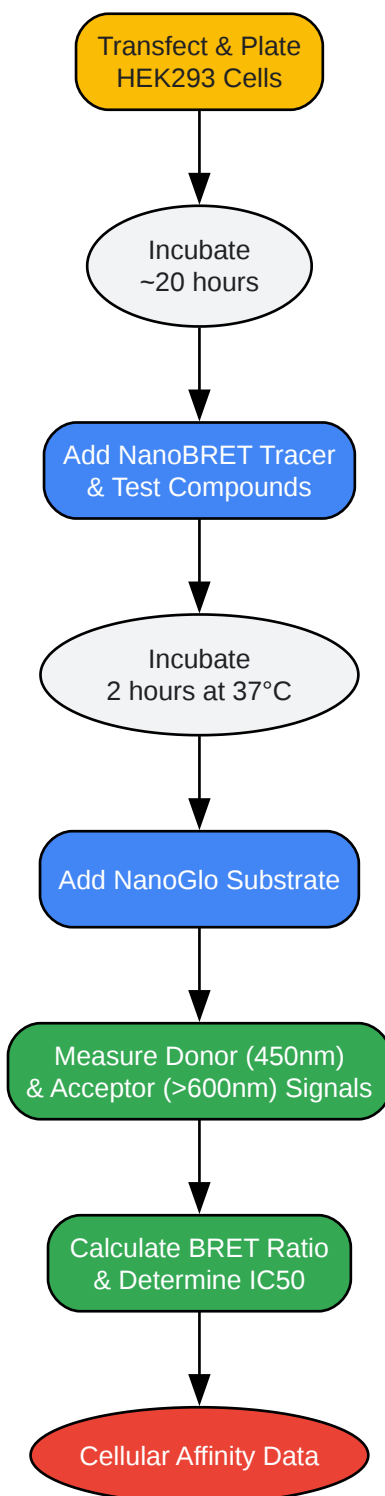 Transfect & Plate
HEK293 Cells
Incubate
~20 hours
Add NanoBRET Tracer
& Test Compounds
Incubate
2 hours at 37°C
Add NanoGlo Substrate
Measure Donor (450nm)
& Acceptor (>600nm) Signals
Calculate BRET Ratio
& Determine IC50
Cellular Affinity Data